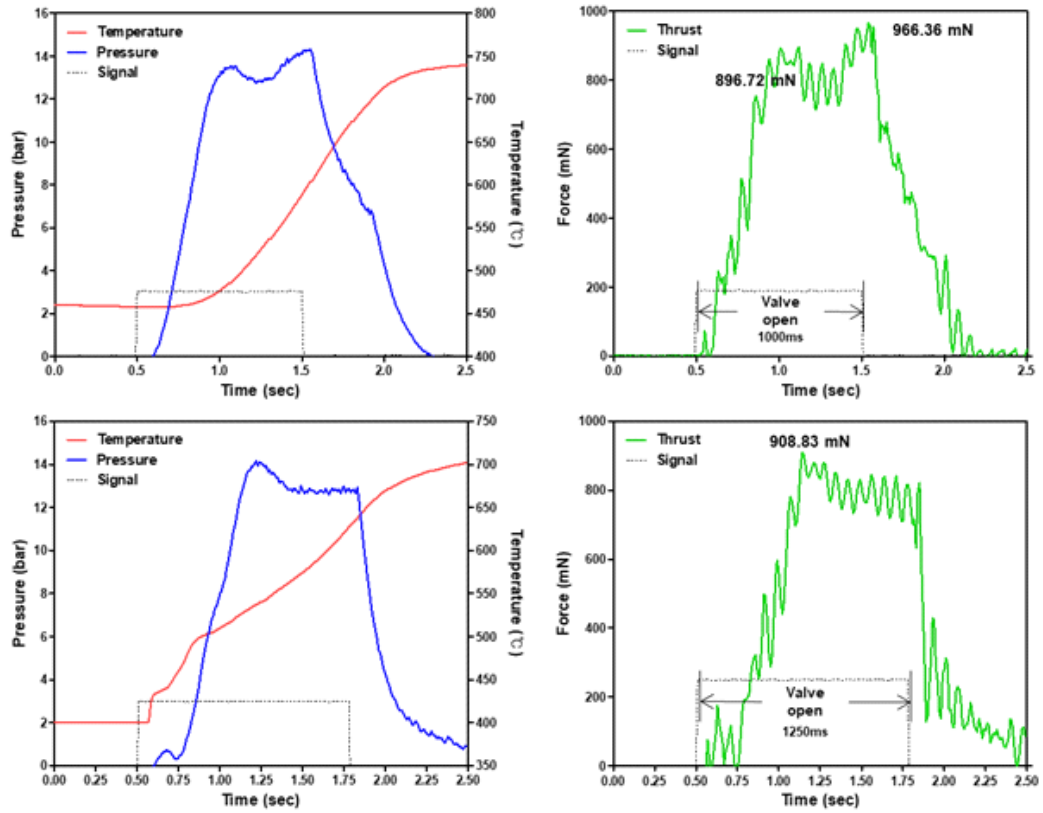 16
14
12
10
8
6
4
2
0
Pressure (bar)
Temperature
Pressure
Signal
800
750
700
650
600
550
500
450
400
Temperature (℃)
0.0 0.5 1.0 1.5 2.0 2.5
Time (sec)
1000
800
600
400
200
0
Force (mN)
Thrust
Signal
966.36 mN
896.72 mN
Valve
open
1000ms
0.0 0.5 1.0 1.5 2.0 2.5
Time (sec)
16
14
12
10
8
6
4
2
0
Pressure (bar)
Temperature
Pressure
Signal
750
700
650
600
550
500
450
400
350
Temperature (℃)
0.00 0.25 0.50 0.75 1.00 1.25 1.50 1.75 2.00 2.25 2.50
Time (sec)
1000
800
600
400
200
0
Force (mN)
Thrust
Signal
908.83 mN
Valve
open
1250ms
0.00 0.25 0.50 0.75 1.00 1.25 1.50 1.75 2.00 2.25 2.50
Time (sec)